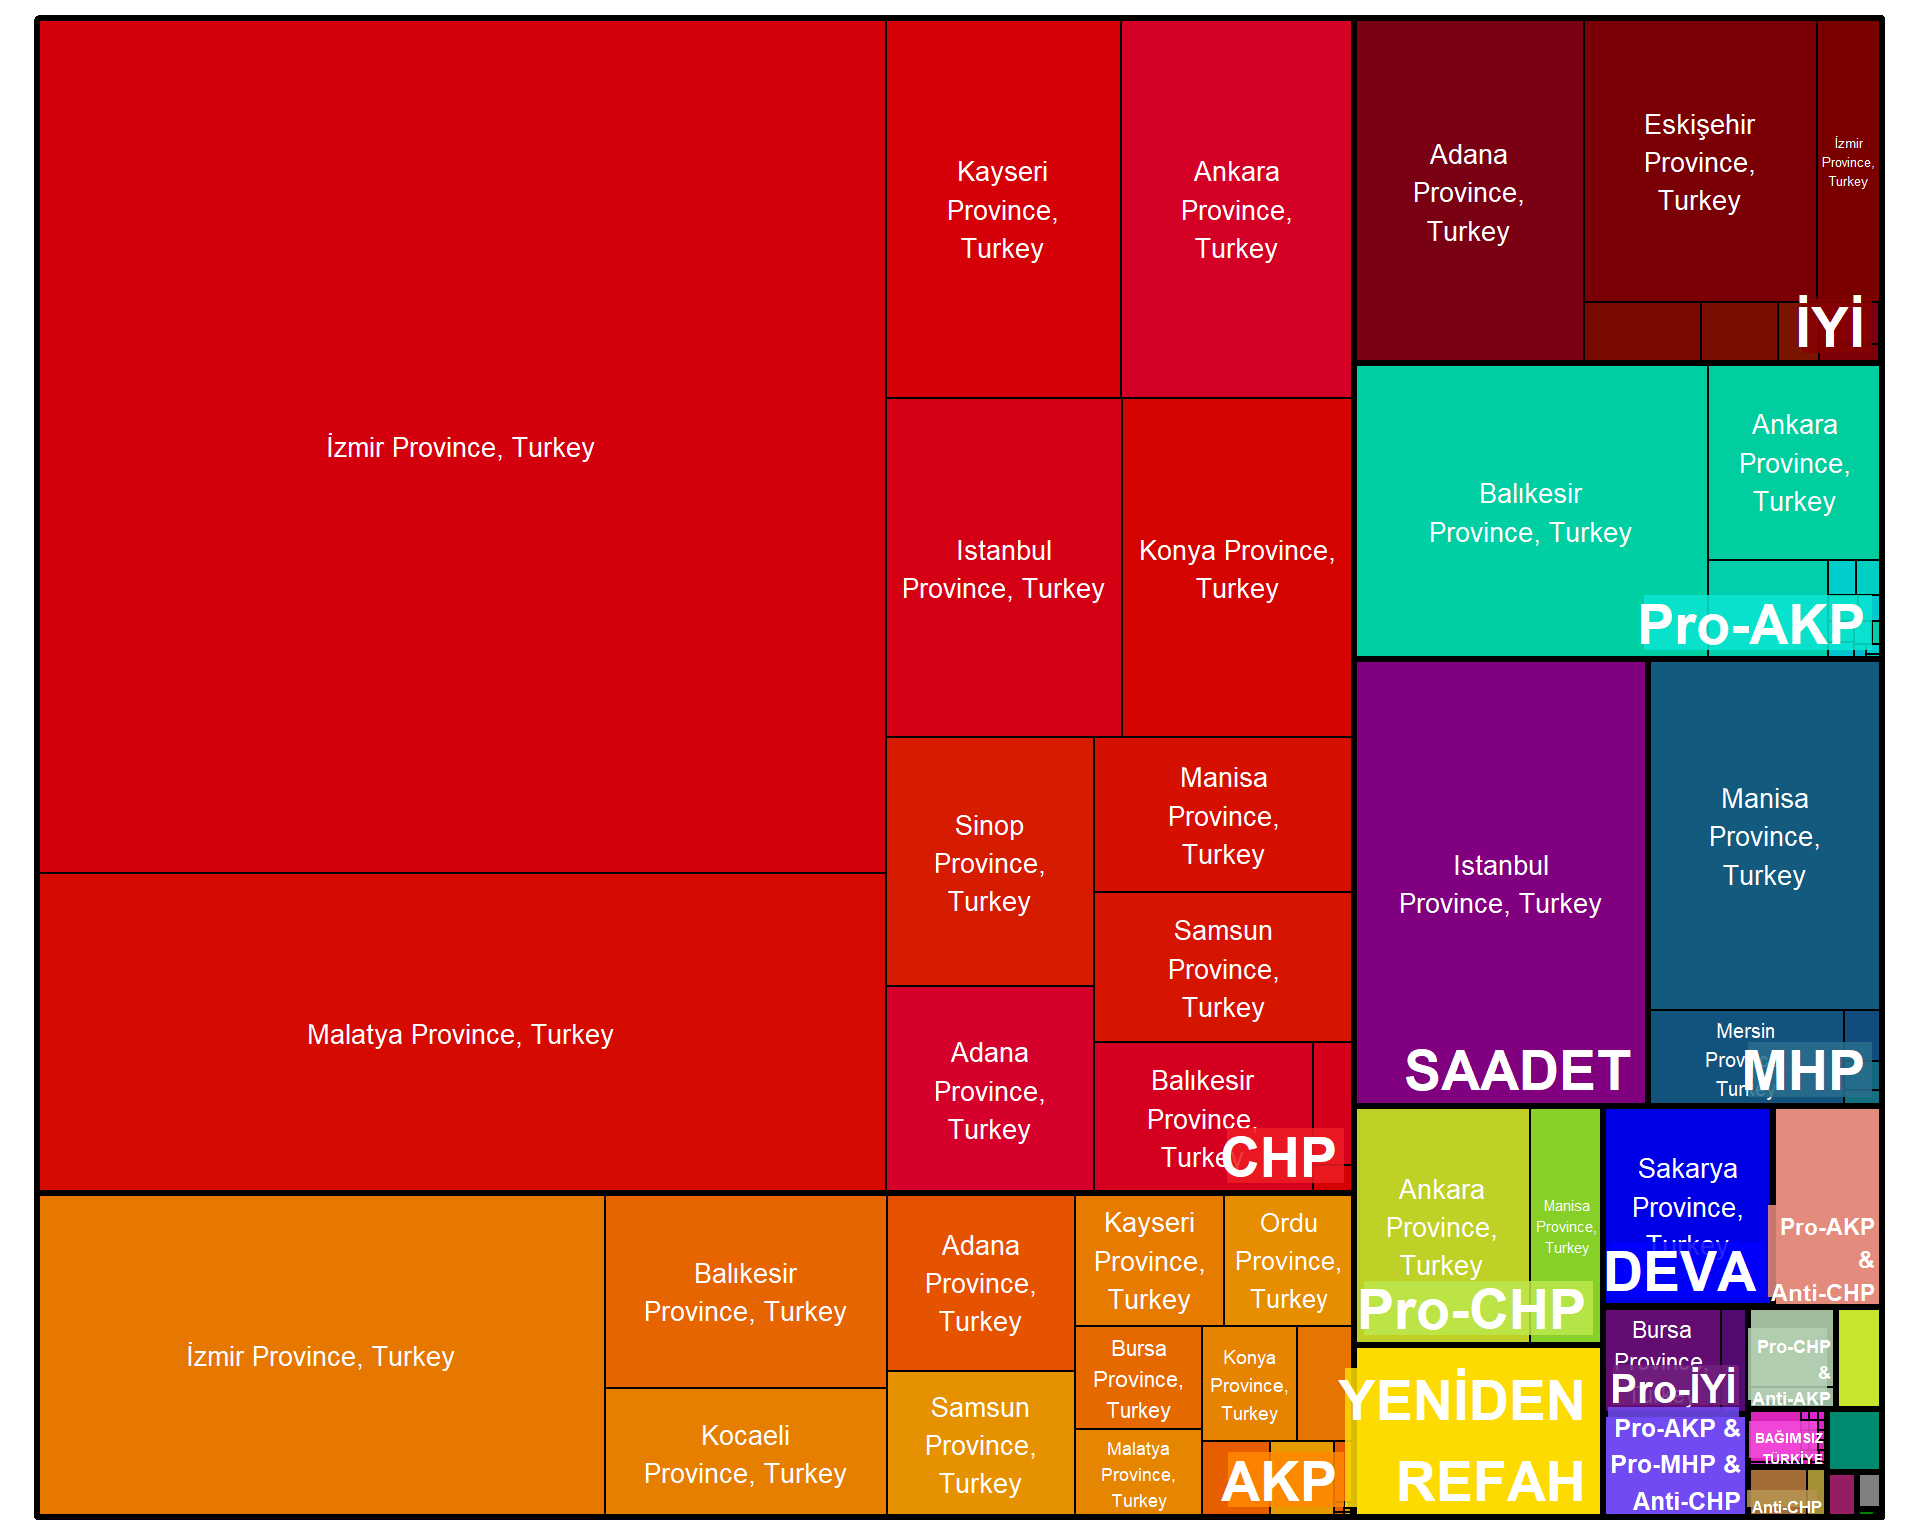 İzmir Province, Turkey
Malatya Province, Turkey
Kayseri
Province,
Turkey
Ankara
Province,
Turkey
Istanbul
Province, Turkey
Konya Province,
Turkey
Sinop
Province,
Turkey
Manisa
Province,
Turkey
Samsun
Province,
Turkey
Adana
Province,
Turkey
Balıkesir
Province,
Turkey
CHP
İzmir Province, Turkey
Balıkesir
Province, Turkey
Kocaeli
Province, Turkey
Adana
Province,
Turkey
Samsun
Province,
Turkey
Kayseri
Province,
Turkey
Ordu
Province,
Turkey
Bursa
Province,
Turkey
Konya
Province,
Turkey
Malatya
Province,
Turkey
AKP
Adana
Province,
Turkey
Eskişehir
Province,
Turkey
İzmir
Province,
Turkey
İYİ
Balıkesir
Province, Turkey
Ankara
Province,
Turkey
Pro-AKP
Istanbul
Province, Turkey
SAADET
Manisa
Province,
Turkey
Mersin
Province,
Turkey
MHP
Ankara
Province,
Turkey
Manisa
Province,
Turkey
Pro-CHP
Sakarya
Province,
Turkey
DEVA
Pro-AKP
&
Anti-CHP
YENİDEN
REFAH
Bursa
Province,
Pro-İYİ
Pro-CHP
&
Anti-AKP
Pro-AKP &
Pro-MHP &
Anti-CHP
BAĞIMSIZ
TÜRKİYE
Anti-CHP